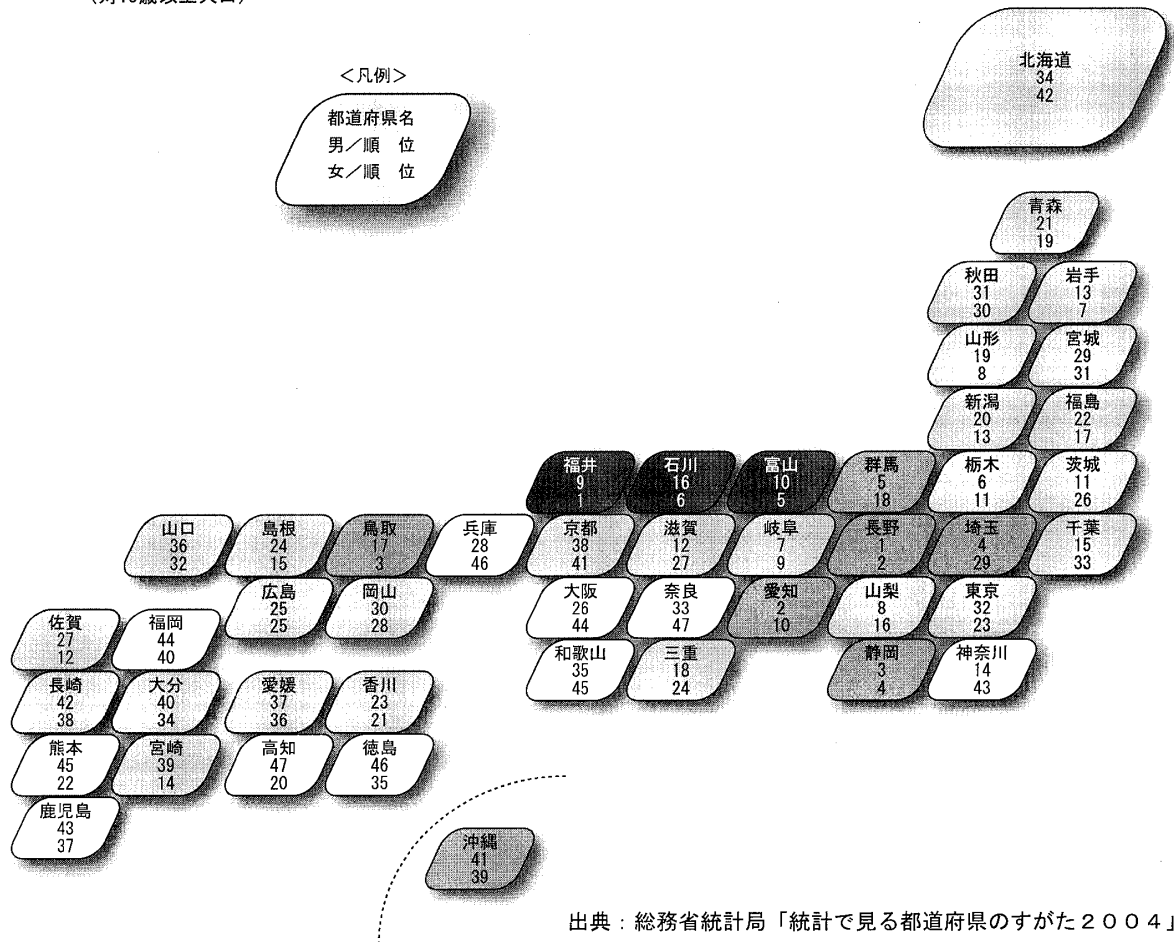 ＜凡例＞
都道府県名
男／順　位
女／順　位
北海道
34
42
青森
21
19
秋田
31
30
岩手
13
7
山形
19
8
宮城
29
31
新潟
20
13
福島
22
17
福井
9
1
石川
16
6
富山
10
5
群馬
5
18
栃木
6
11
茨城
11
26
山口
36
32
島根
24
15
鳥取
17
3
兵庫
28
46
京都
38
41
滋賀
12
27
岐阜
7
9
長野
1
2
埼玉
4
29
千葉
15
33
広島
25
25
岡山
30
28
大阪
26
44
奈良
33
47
愛知
2
10
山梨
8
16
東京
32
23
佐賀
27
12
福岡
44
40
和歌山
35
45
三重
18
24
静岡
3
4
神奈川
14
43
長崎
42
38
大分
40
34
愛媛
37
36
香川
23
21
熊本
45
22
宮崎
39
14
高知
47
20
徳島
46
35
鹿児島
43
37
沖縄
41
39
出典：総務省統計局「統計で見る都道府県のすがた２００４」